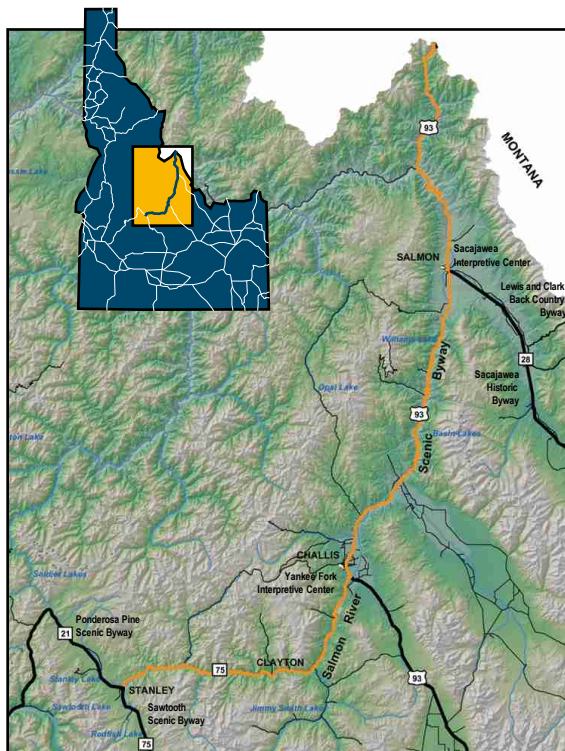 93
MONTANA
SALMON
Sacajawea
Interpretive Center
Lewis and Clark
Back Country
Byway
28
Sacajawea
Historic
Byway
Williams Lake
Opal Lake
Basin Lakes
93
Salmon River Scenic Byway
CHALLIS
Yankee Fork
Interpretive Center
Ponderosa Pine
Scenic Byway
21
75
CLAYTON
93
Stanley Lake
STANLEY
Sawtooth
Scenic Byway
Sawtooth Lake
Redfish Lake
75
Jimmy Smith Lake